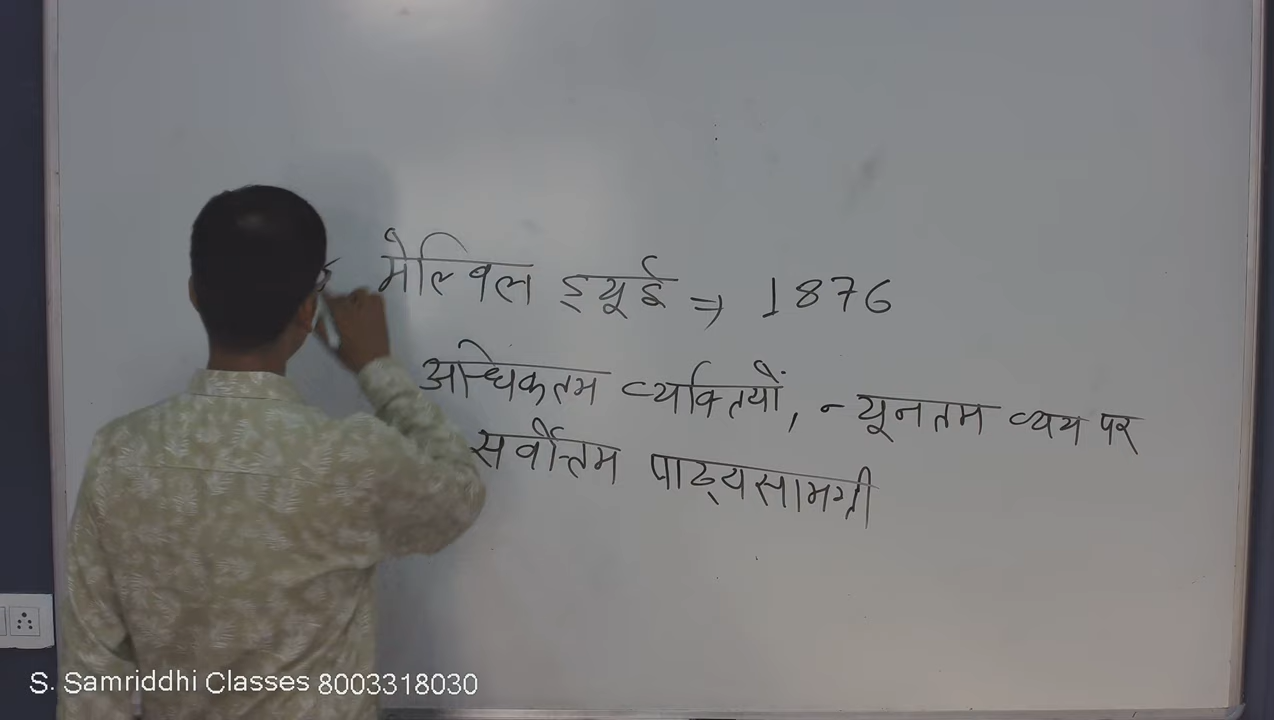 मेल्विल ड्यूई ⇒ 1876
अधिकतम व्यक्तियों, न्यूनतम व्यय पर
सर्वोत्तम पाठ्यसामग्री
S. Samriddhi Classes 8003318030